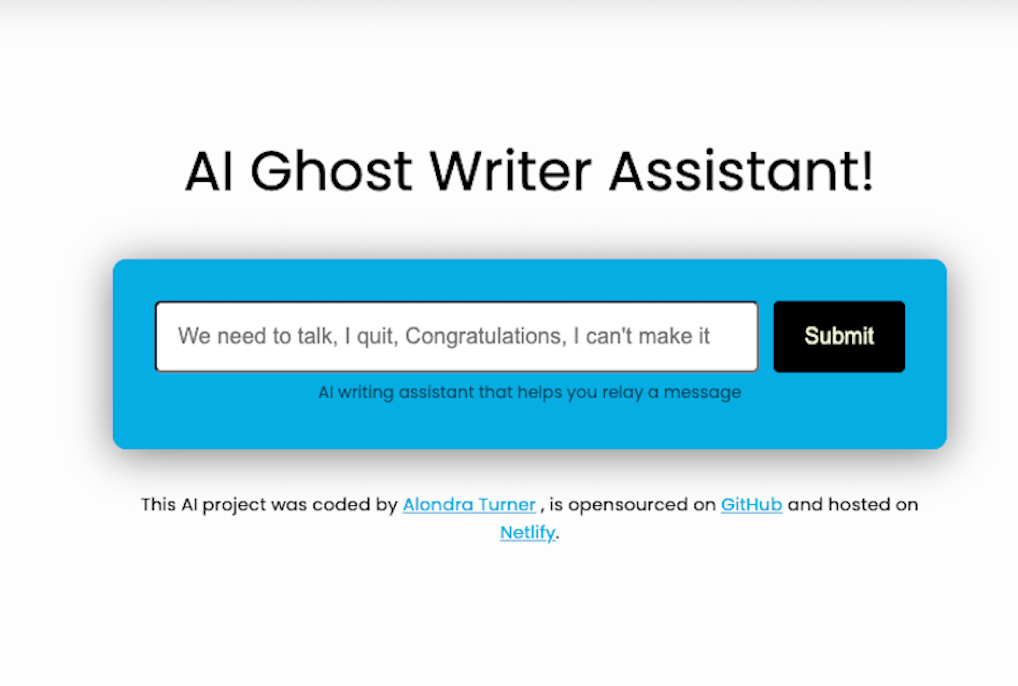 AI Ghost Writer Assistant!
We need to talk, I quit, Congratulations, I can't make it
Submit
AI writing assistant that helps you relay a message
This AI project was coded by Alondra Turner , is opensourced on GitHub and hosted on
Netlify.